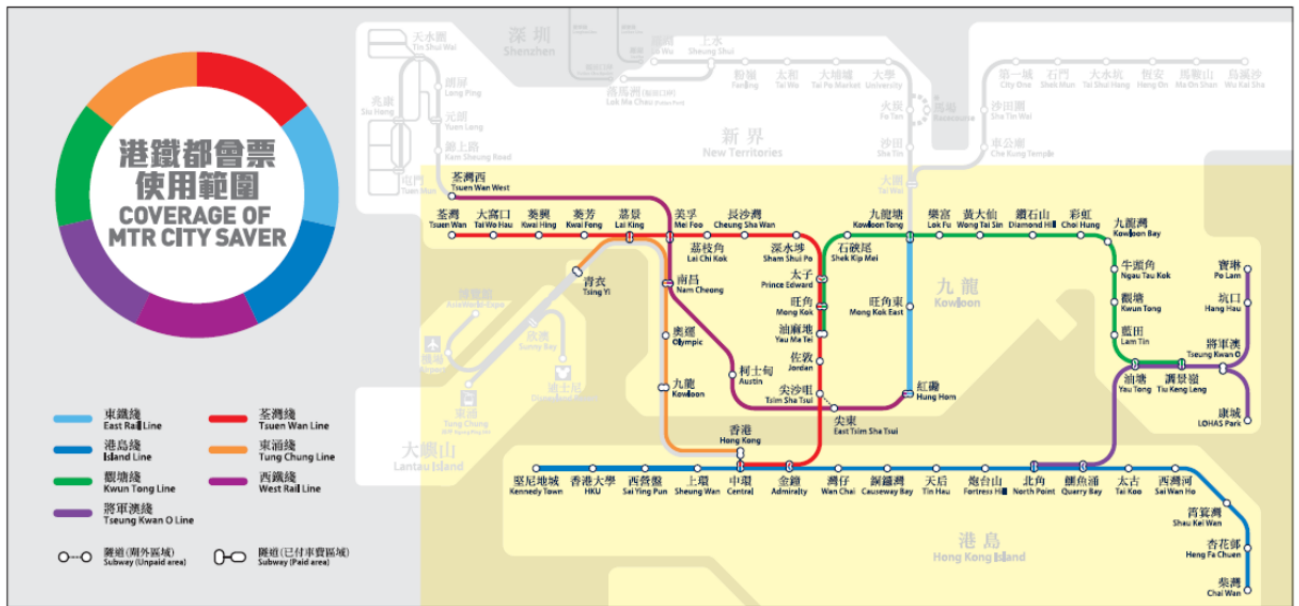 港鐵都會票
使用範圍
COVERAGE OF
MTR CITY SAVER
東鐵綫
East Rail Line
港島綫
Island Line
觀塘綫
Kwun Tong Line
將軍澳綫
Tseung Kwan O Line
荃灣綫
Tsuen Wan Line
東涌綫
Tung Chung Line
西鐵綫
West Rail Line
隧道(閘外區域)
Subway (Unpaid area)
隧道(已付車費區域)
Subway (Paid area)
深圳
Shenzhen
天水圍
Tin Shui Wai
朗屏
Long Ping
兆康
Siu Hong
元朗
Yuen Long
錦上路
Kam Sheung Road
屯門
Tuen Mun
羅湖
Lo Wu
上水
Sheung Shui
落馬洲
Lok Ma Chau
粉嶺
Fanling
太和
Tai Wo
大埔墟
Tai Po Market
大學
University
火炭
Fo Tan
馬場
Racecourse
沙田
Sha Tin
大圍
Tai Wai
第一城
City One
石門
Shek Mun
大水坑
Tai Shui Hang
恆安
Heng On
馬鞍山
Ma On Shan
烏溪沙
Wu Kai Sha
沙田圍
Sha Tin Wai
車公廟
Che Kung Temple
新界
New Territories
荃灣西
Tsuen Wan West
荃灣
Tsuen Wan
大窩口
Tai Wo Hau
葵興
Kwai Hing
葵芳
Kwai Fong
荔景
Lai King
美孚
Mei Foo
長沙灣
Cheung Sha Wan
荔枝角
Lai Chi Kok
深水埗
Sham Shui Po
石硤尾
Shek Kip Mei
九龍塘
Kowloon Tong
樂富
Lok Fu
黃大仙
Wong Tai Sin
鑽石山
Diamond Hill
彩虹
Choi Hung
九龍灣
Kowloon Bay
牛頭角
Ngau Tau Kok
觀塘
Kwun Tong
藍田
Lam Tin
寶琳
Po Lam
坑口
Hang Hau
將軍澳
Tseung Kwan O
油塘
Yau Tong
調景嶺
Tiu Keng Leng
康城
LOHAS Park
青衣
Tsing Yi
南昌
Nam Cheong
太子
Prince Edward
旺角
Mong Kok
旺角東
Mong Kok East
油麻地
Yau Ma Tei
佐敦
Jordan
尖沙咀
Tsim Sha Tsui
尖東
East Tsim Sha Tsui
紅磡
Hung Hom
九龍
Kowloon
奧運
Olympic
柯士甸
Austin
九龍
Kowloon
香港
Hong Kong
博覽館
AsiaWorld-Expo
機場
Airport
欣澳
Sunny Bay
迪士尼
東涌
Tung Chung
大嶼山
Lantau Island
堅尼地城
Kennedy Town
香港大學
HKU
西營盤
Sai Ying Pun
上環
Sheung Wan
中環
Central
金鐘
Admiralty
灣仔
Wan Chai
銅鑼灣
Causeway Bay
天后
Tin Hau
炮台山
Fortress Hill
北角
North Point
鰂魚涌
Quarry Bay
太古
Tai Koo
西灣河
Sai Wan Ho
筲箕灣
Shau Kei Wan
杏花邨
Heng Fa Chuen
柴灣
Chai Wan
港島
Hong Kong Island